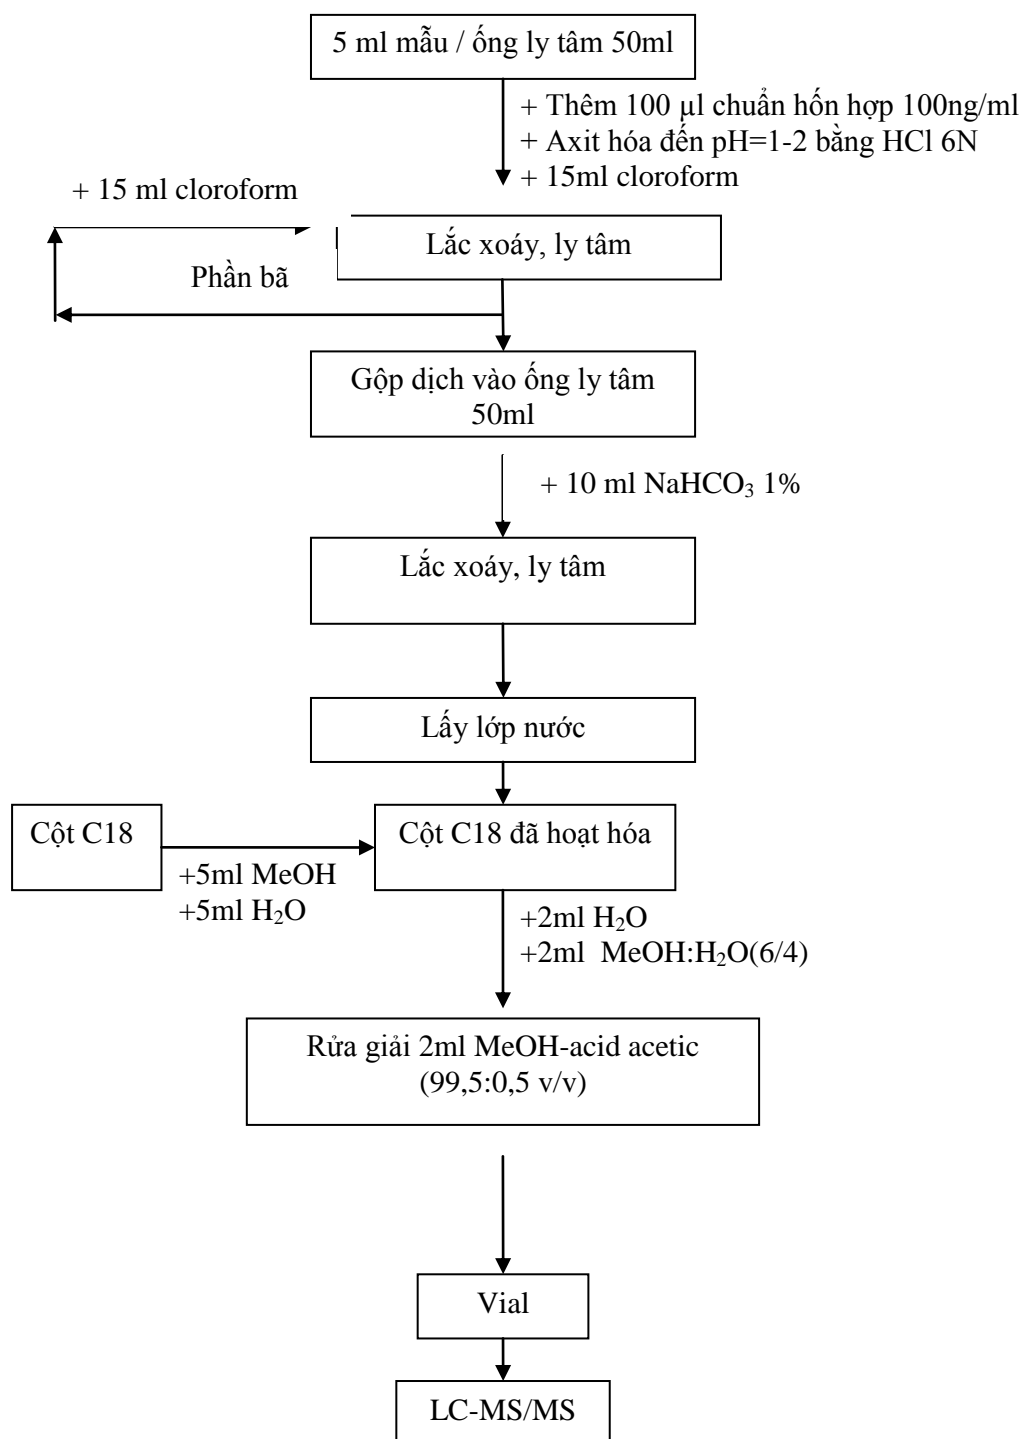 5 ml mẫu / ống ly tâm 50ml
+ Thêm 100 µl chuẩn hốn hợp 100ng/ml
+ Axit hóa đến pH=1-2 bằng HCl 6N
+ 15ml cloroform
+ 15 ml cloroform
Lắc xoáy, ly tâm
Phần bã
Gộp dịch vào ống ly tâm
50ml
+ 10 ml NaHCO₃ 1%
Lắc xoáy, ly tâm
Lấy lớp nước
Cột C18
+5ml MeOH
+5ml H₂O
Cột C18 đã hoạt hóa
+2ml H₂O
+2ml MeOH:H₂O(6/4)
Rửa giải 2ml MeOH-acid acetic
(99,5:0,5 v/v)
Vial
LC-MS/MS